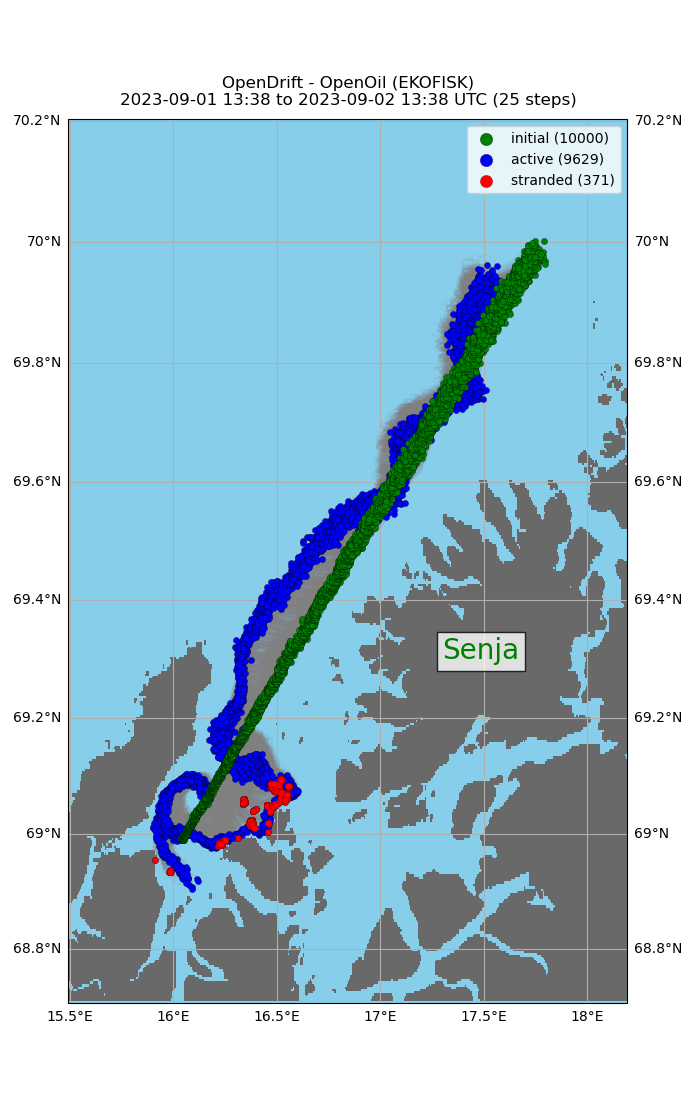 OpenDrift - OpenOil (EKOFISK)
2023-09-01 13:38 to 2023-09-02 13:38 UTC (25 steps)
70.2°N 70.2°N
initial (10000)
active (9629)
stranded (371)
70°N 70°N
69.8°N 69.8°N
69.6°N 69.6°N
69.4°N 69.4°N
Senja
69.2°N 69.2°N
69°N 69°N
68.8°N 68.8°N
15.5°E 16°E 16.5°E 17°E 17.5°E 18°E